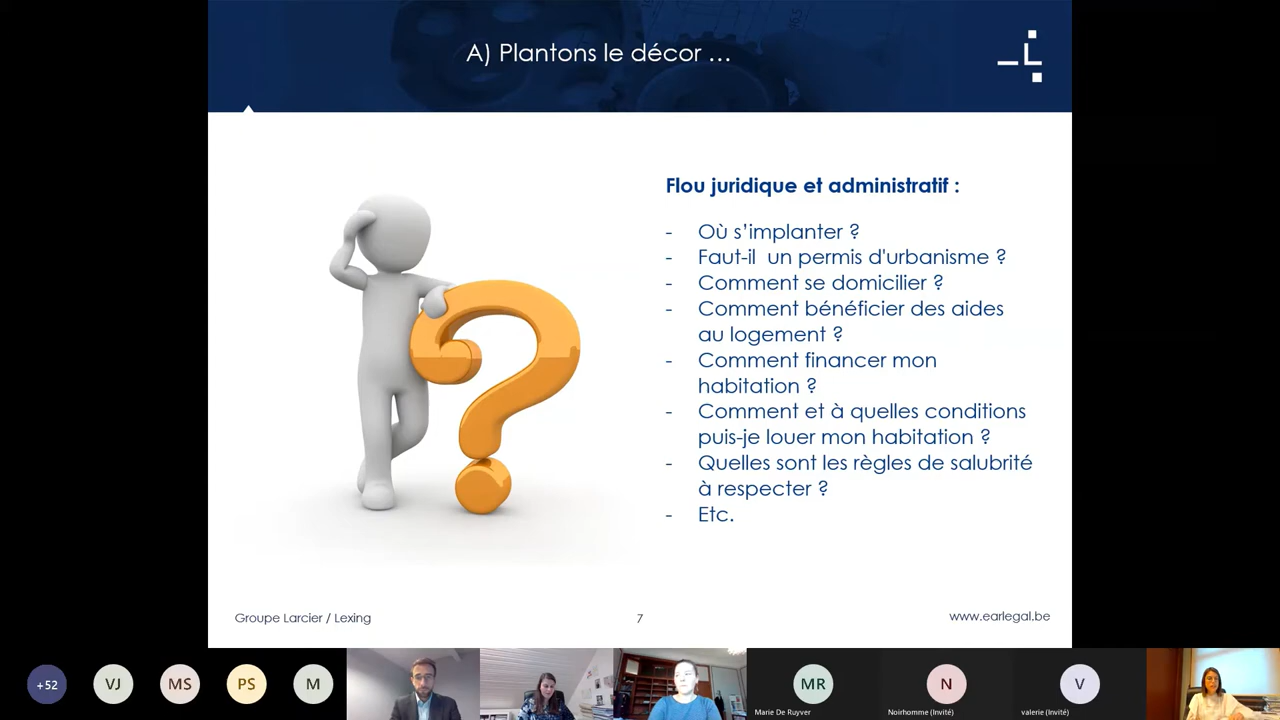 A) Plantons le décor ...
Flou juridique et administratif :
- Où s’implanter ?
- Faut-il  un permis d'urbanisme ?
- Comment se domicilier ?
- Comment bénéficier des aides
au logement ?
- Comment financer mon
habitation ?
- Comment et à quelles conditions
puis-je louer mon habitation ?
- Quelles sont les règles de salubrité
à respecter ?
- Etc.
Groupe Larcier / Lexing
7
www.earlegal.be
+52
VJ
MS
PS
M
MR
N
V
Marie De Ruyver
Noirhomme (Invité)
valerie (Invité)